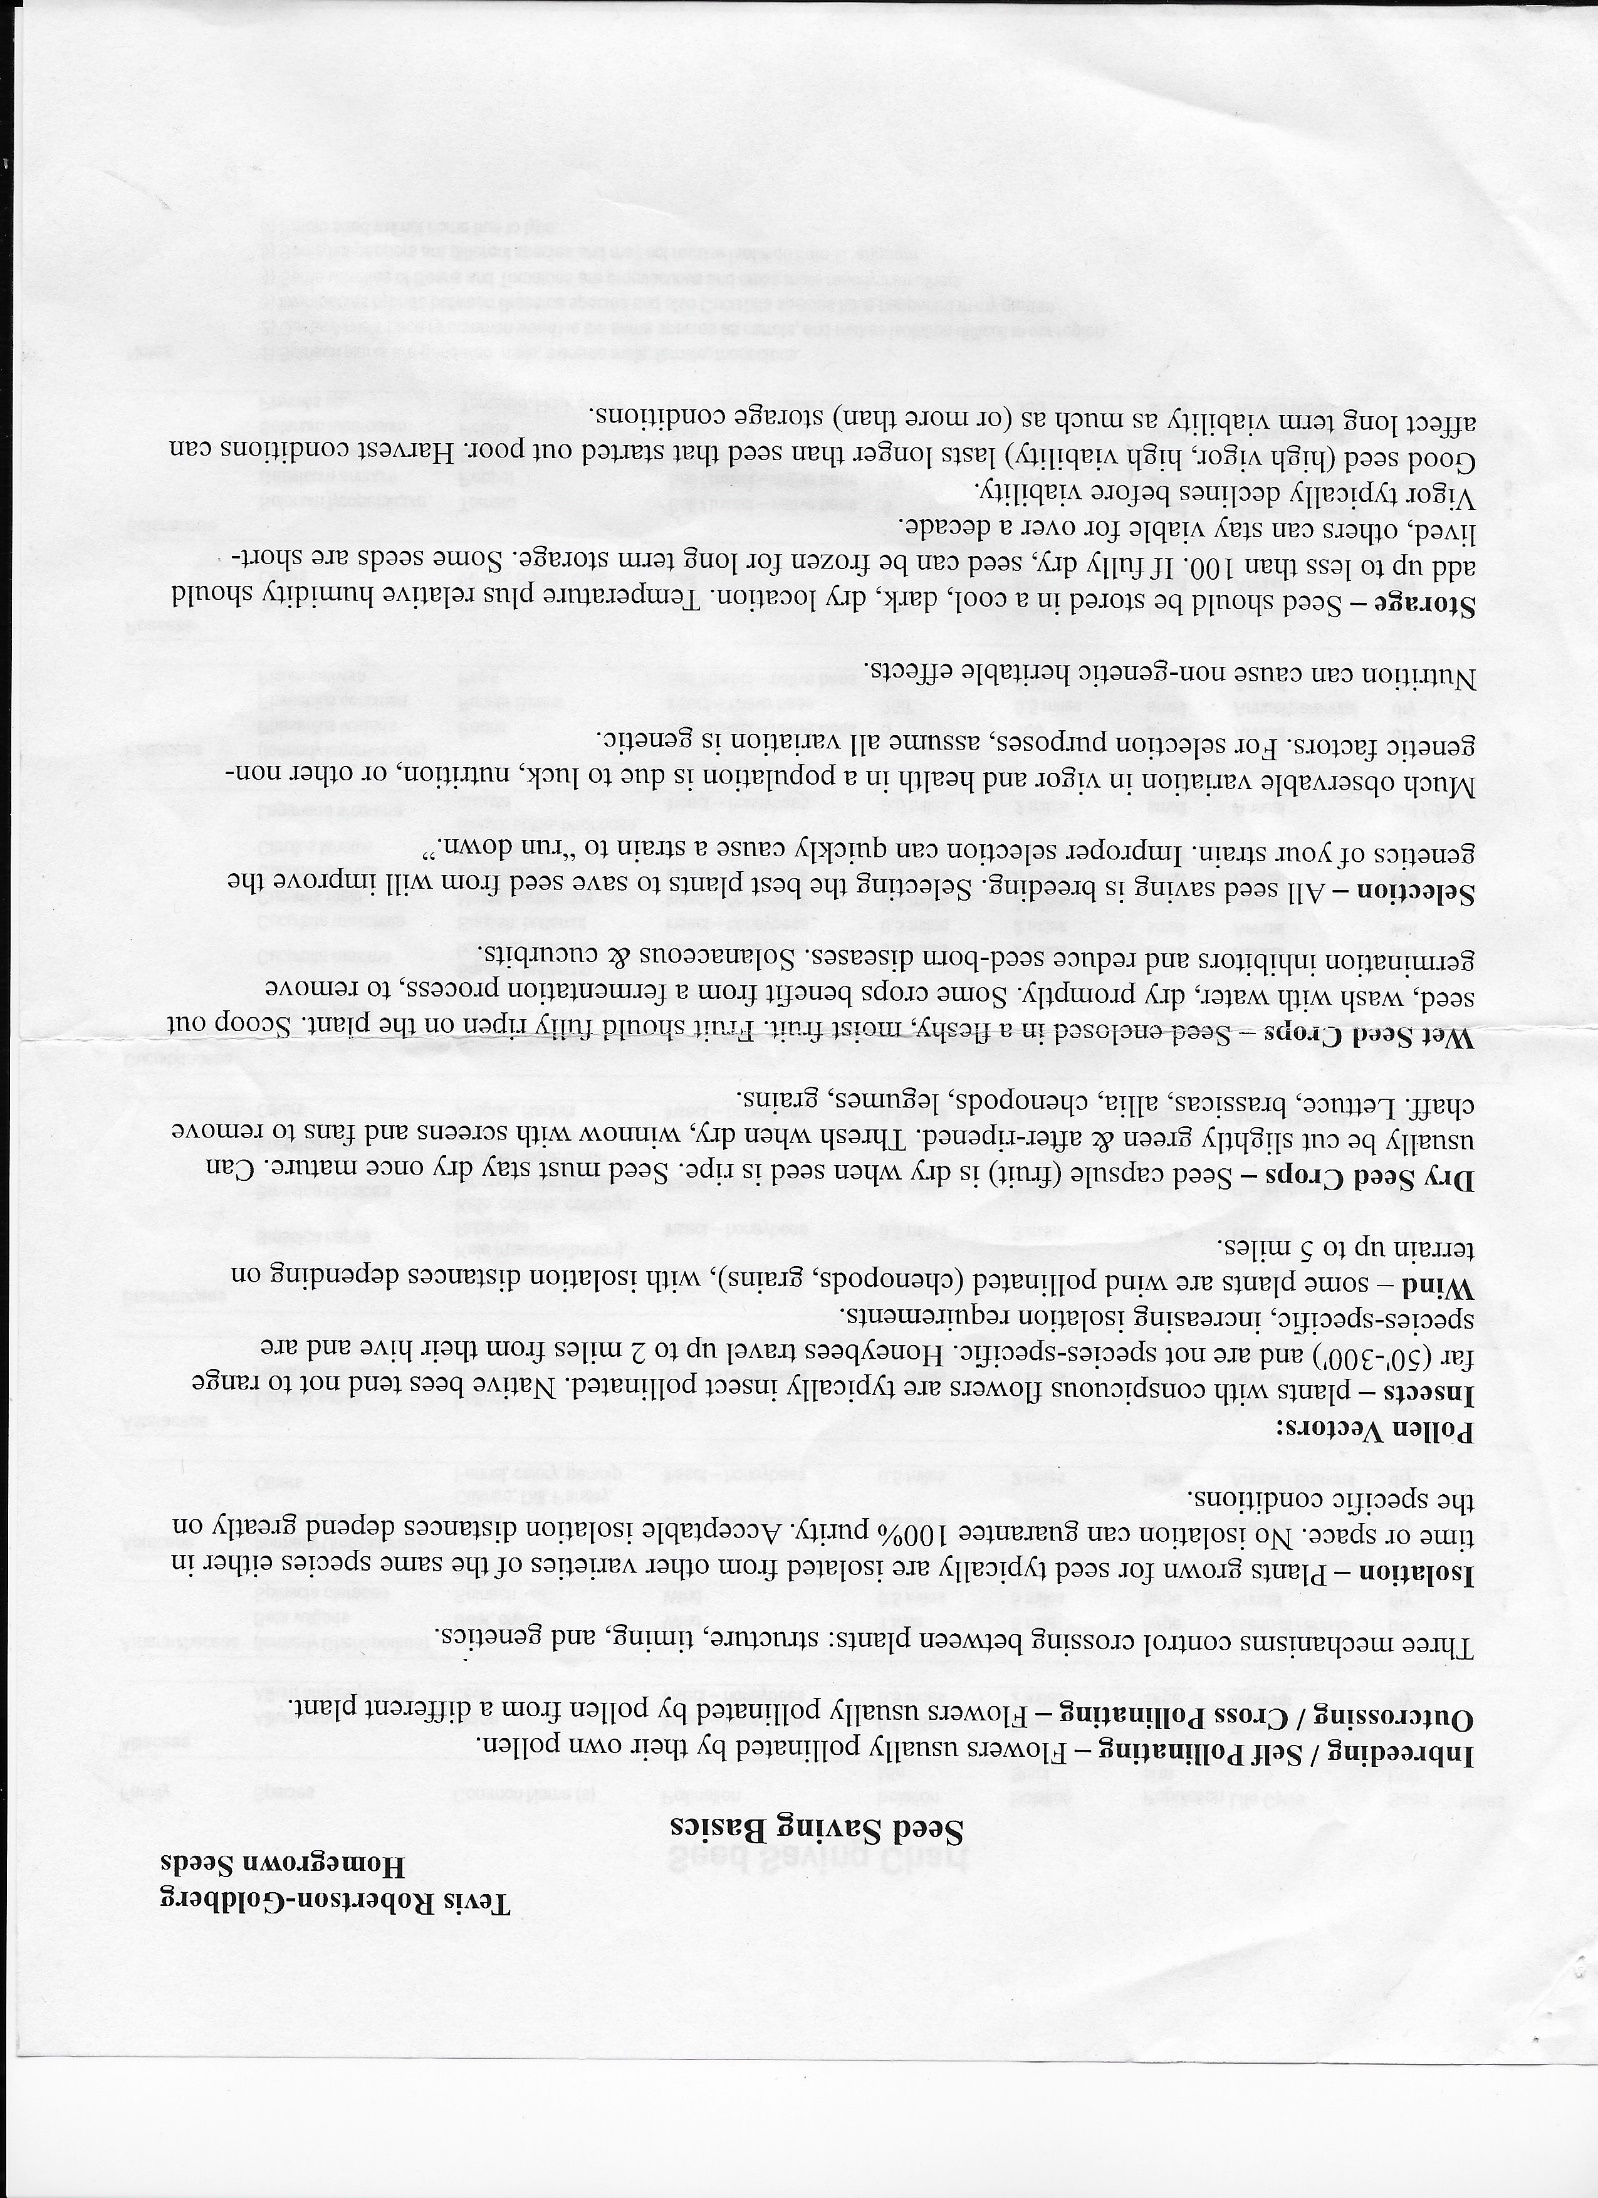 Tevis Robertson-Goldberg
Homegrown Seeds
Seed Saving Basics
Inbreeding / Self Pollinating – Flowers usually pollinated by their own pollen.
Outcrossing / Cross Pollinating – Flowers usually pollinated by pollen from a different plant.
Three mechanisms control crossing between plants: structure, timing, and genetics.
Isolation – Plants grown for seed typically are isolated from other varieties of the same species either in
time or space. No isolation can guarantee 100% purity. Acceptable isolation distances depend greatly on
the specific conditions.
Pollen Vectors:
Insects – plants with conspicuous flowers are typically insect pollinated. Native bees tend not to range
far (50'-300') and are not species-specific. Honeybees travel up to 2 miles from their hive and are
species-specific, increasing isolation requirements.
Wind – some plants are wind pollinated (chenopods, grains), with isolation distances depending on
terrain up to 5 miles.
Dry Seed Crops – Seed capsule (fruit) is dry when seed is ripe. Seed must stay dry once mature. Can
usually be cut slightly green & after-ripened. Thresh when dry, winnow with screens and fans to remove
chaff. Lettuce, brassicas, allia, chenopods, legumes, grains.
Wet Seed Crops – Seed enclosed in a fleshy, moist fruit. Fruit should fully ripen on the plant. Scoop out
seed, wash with water, dry promptly. Some crops benefit from a fermentation process, to remove
germination inhibitors and reduce seed-born diseases. Solanaceous & cucurbits.
Selection – All seed saving is breeding. Selecting the best plants to save seed from will improve the
genetics of your strain. Improper selection can quickly cause a strain to “run down.”
Much observable variation in vigor and health in a population is due to luck, nutrition, or other non-
genetic factors. For selection purposes, assume all variation is genetic.
Nutrition can cause non-genetic heritable effects.
Storage – Seed should be stored in a cool, dark, dry location. Temperature plus relative humidity should
add up to less than 100. If fully dry, seed can be frozen for long term storage. Some seeds are short-
lived, others can stay viable for over a decade.
Vigor typically declines before viability.
Good seed (high vigor, high viability) lasts longer than seed that started out poor. Harvest conditions can
affect long term viability as much as (or more than) storage conditions.